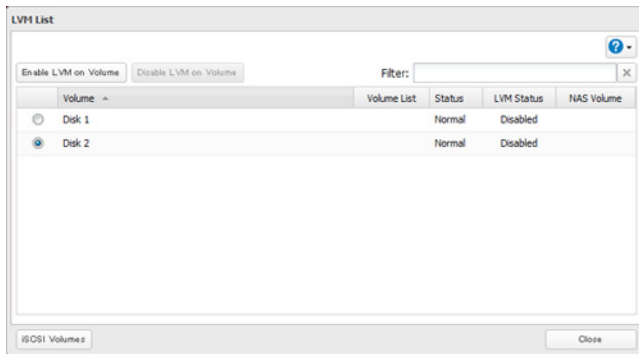 LVM List
?
Enable LVM on Volume Disable LVM on Volume Filter:
Volume Volume List Status LVM Status NAS Volume
Disk 1 Normal Disabled
Disk 2 Normal Disabled
iSCSI Volumes Close